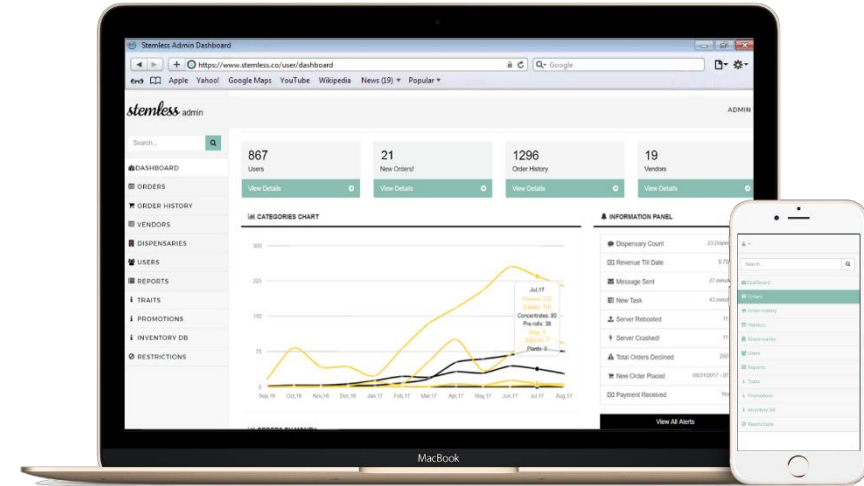 Stemless Admin Dashboard
https://www.stemless.co/user/dashboard
Google
Apple Yahoo! Google Maps YouTube Wikipedia News (19) Popular
stemless admin
ADMIN
Search...
867
Users
View Details
21
New Orders!
View Details
1296
Order History
View Details
19
Vendors
View Details
DASHBOARD
ORDERS
ORDER HISTORY
VENDORS
DISPENSARIES
USERS
REPORTS
TRAITS
PROMOTIONS
INVENTORY DB
RESTRICTIONS
CATEGORIES CHART
300
225
150
75
0
Jul,17
Concentrates: 80
Pre-rolls: 38
Plants: 0
Sep,16 Oct,16 Nov,16 Dec,16 Jan,17 Feb,17 Mar,17 Apr,17 May,17 Jun,17 Jul,17 Aug,17
INFORMATION PANEL
Dispensary Count
Revenue Till Date
Message Sent
New Task
Server Rebooted
Server Crashed!
Total Orders Declined
New Order Placed
Payment Received
View All Alerts
MacBook
Search...
Dashboard
Orders
Order History
Vendors
Dispensaries
Users
Reports
Traits
Promotions
Inventory DB
Restrictions